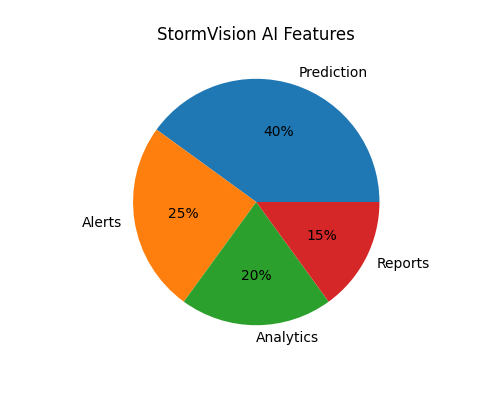 StormVision AI Features
Prediction
40%
Alerts
25%
15%
Reports
20%
Analytics